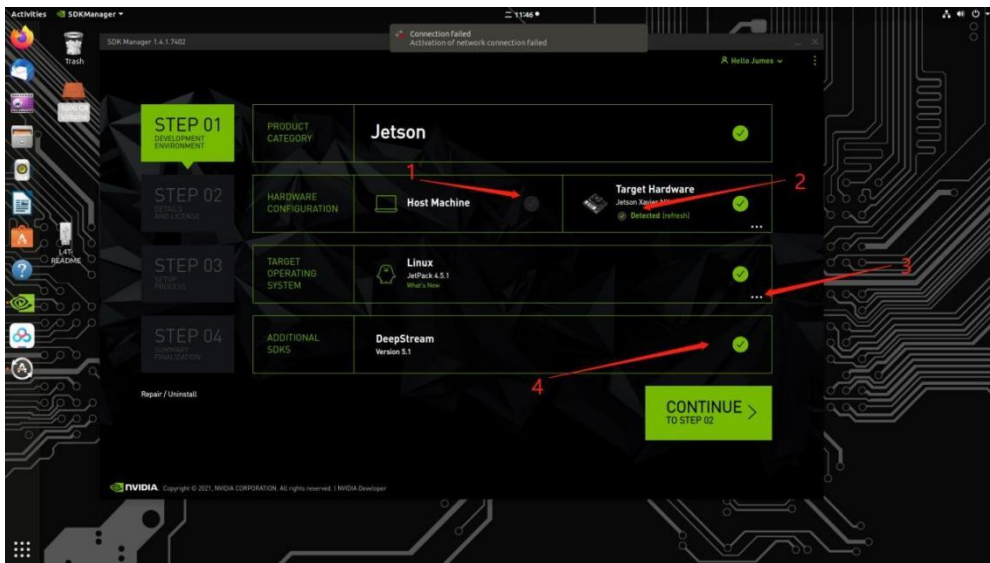 Activities SDKManager
11:46
Connection failed
Activation of network connection failed
SDK Manager 1.4.1.7402
Hello Jumes
Trash
STEP 01
DEVELOPMENT
ENVIRONMENT
PRODUCT
CATEGORY
Jetson
1
2
STEP 02
DETAILS
AND LICENSE
HARDWARE
CONFIGURATION
Host Machine
Target Hardware
Jetson Xavier
Detected (refresh)
...
L4T-
README
STEP 03
SETUP
PROCESS
TARGET
OPERATING
SYSTEM
Linux
JetPack 4.5.1
What's New
...
3
STEP 04
SUMMARY
FINALIZATION
ADDITIONAL
SDKS
DeepStream
Version 5.1
4
Repair / Uninstall
CONTINUE >
TO STEP 02
NVIDIA. Copyright © 2021, NVIDIA CORPORATION. All rights reserved. | NVIDIA Developer